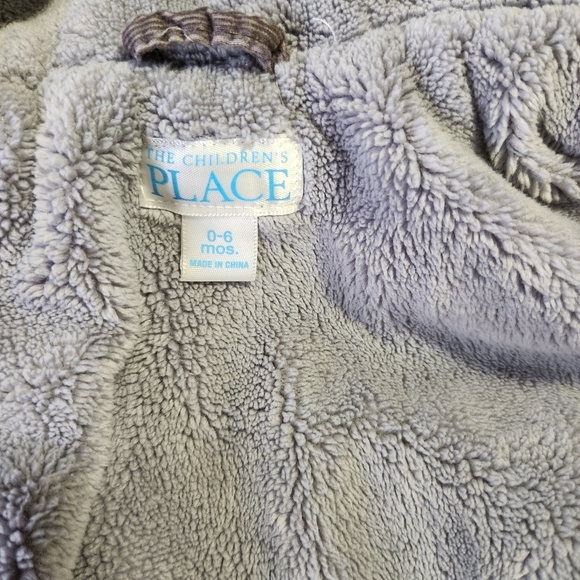 THE CHILDREN'S
PLACE
0-6
mos.
MADE IN CHINA